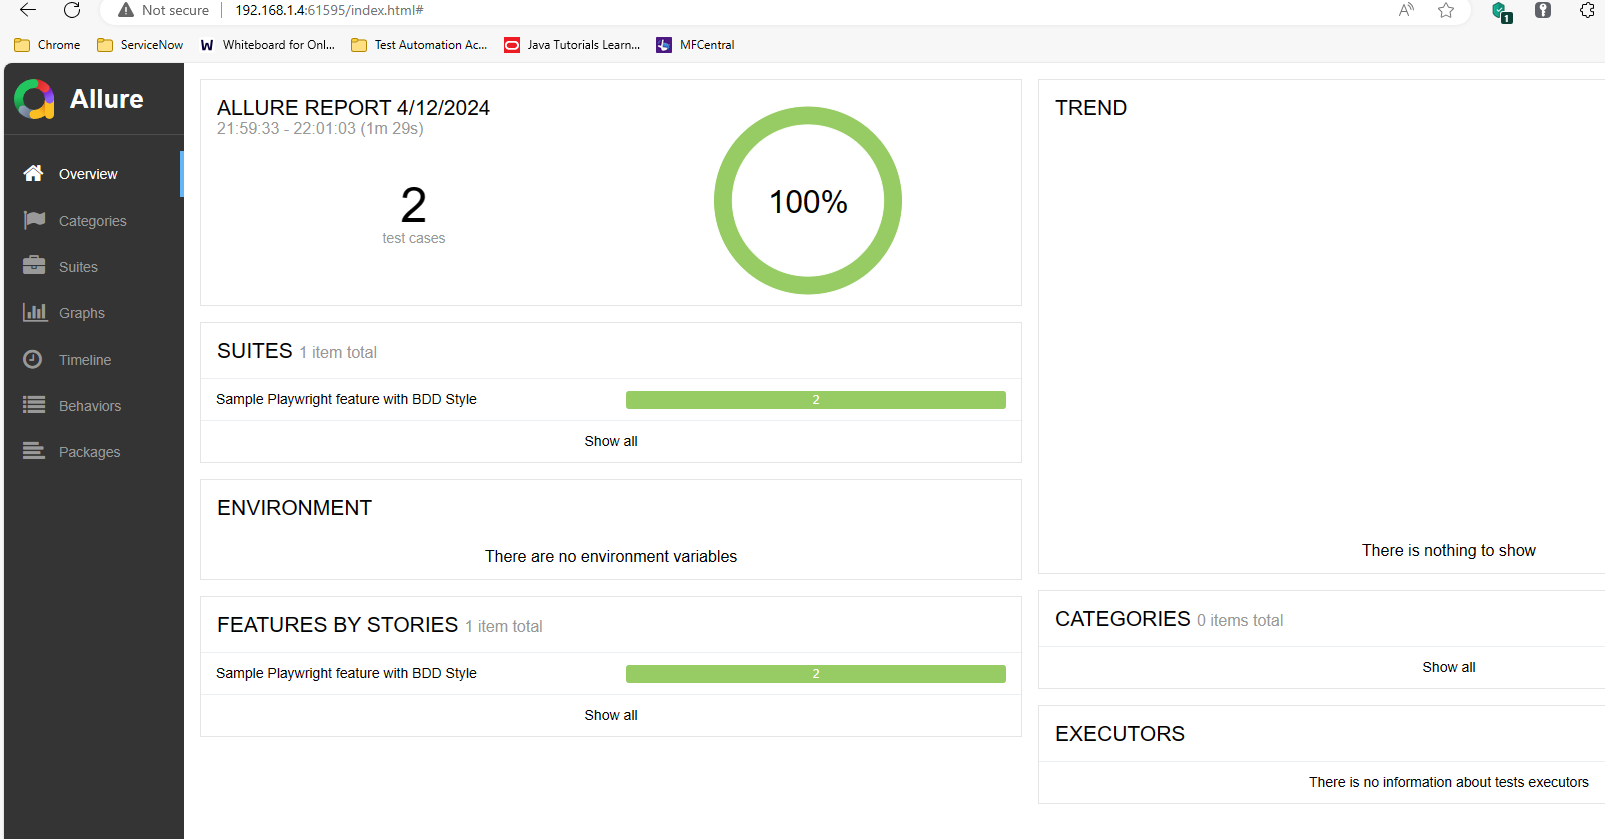 Not secure
192.168.1.4:61595/index.html#
A
1
Chrome
ServiceNow
W
Whiteboard for Onl...
Test Automation Ac...
Java Tutorials Learn...
MFCentral
Allure
Overview
Categories
Suites
Graphs
Timeline
Behaviors
Packages
ALLURE REPORT 4/12/2024
21:59:33 - 22:01:03 (1m 29s)
2
test cases
100%
SUITES 1 item total
Sample Playwright feature with BDD Style
2
Show all
ENVIRONMENT
There are no environment variables
FEATURES BY STORIES 1 item total
Sample Playwright feature with BDD Style
2
Show all
TREND
There is nothing to show
CATEGORIES 0 items total
Show all
EXECUTORS
There is no information about tests executors